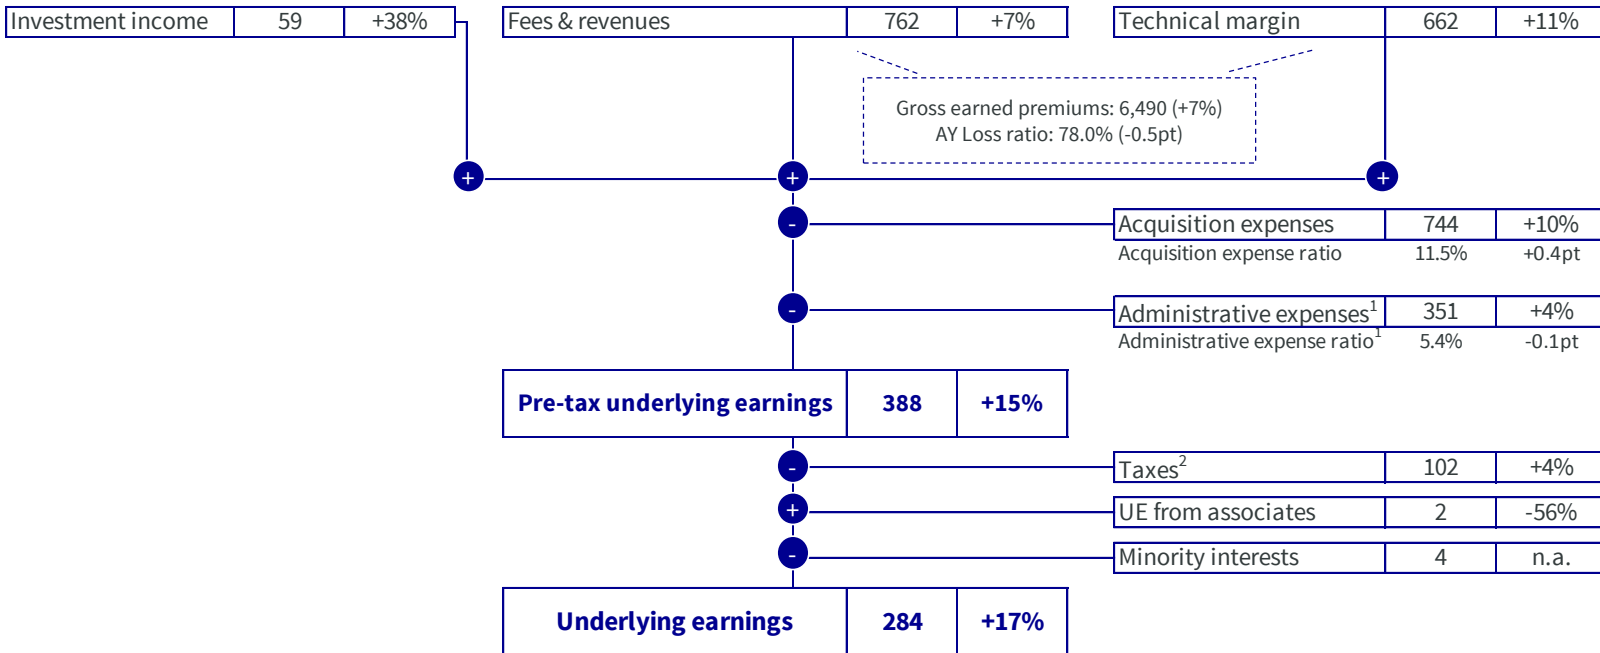 Investment income 59 +38%
Fees & revenues 762 +7%
Technical margin 662 +11%
Gross earned premiums: 6,490 (+7%)
AY Loss ratio: 78.0% (-0.5pt)
+ + +
- Acquisition expenses 744 +10%
Acquisition expense ratio 11.5% +0.4pt
- Administrative expenses¹ 351 +4%
Administrative expense ratio¹ 5.4% -0.1pt
Pre-tax underlying earnings 388 +15%
- Taxes² 102 +4%
+ UE from associates 2 -56%
- Minority interests 4 n.a.
Underlying earnings 284 +17%